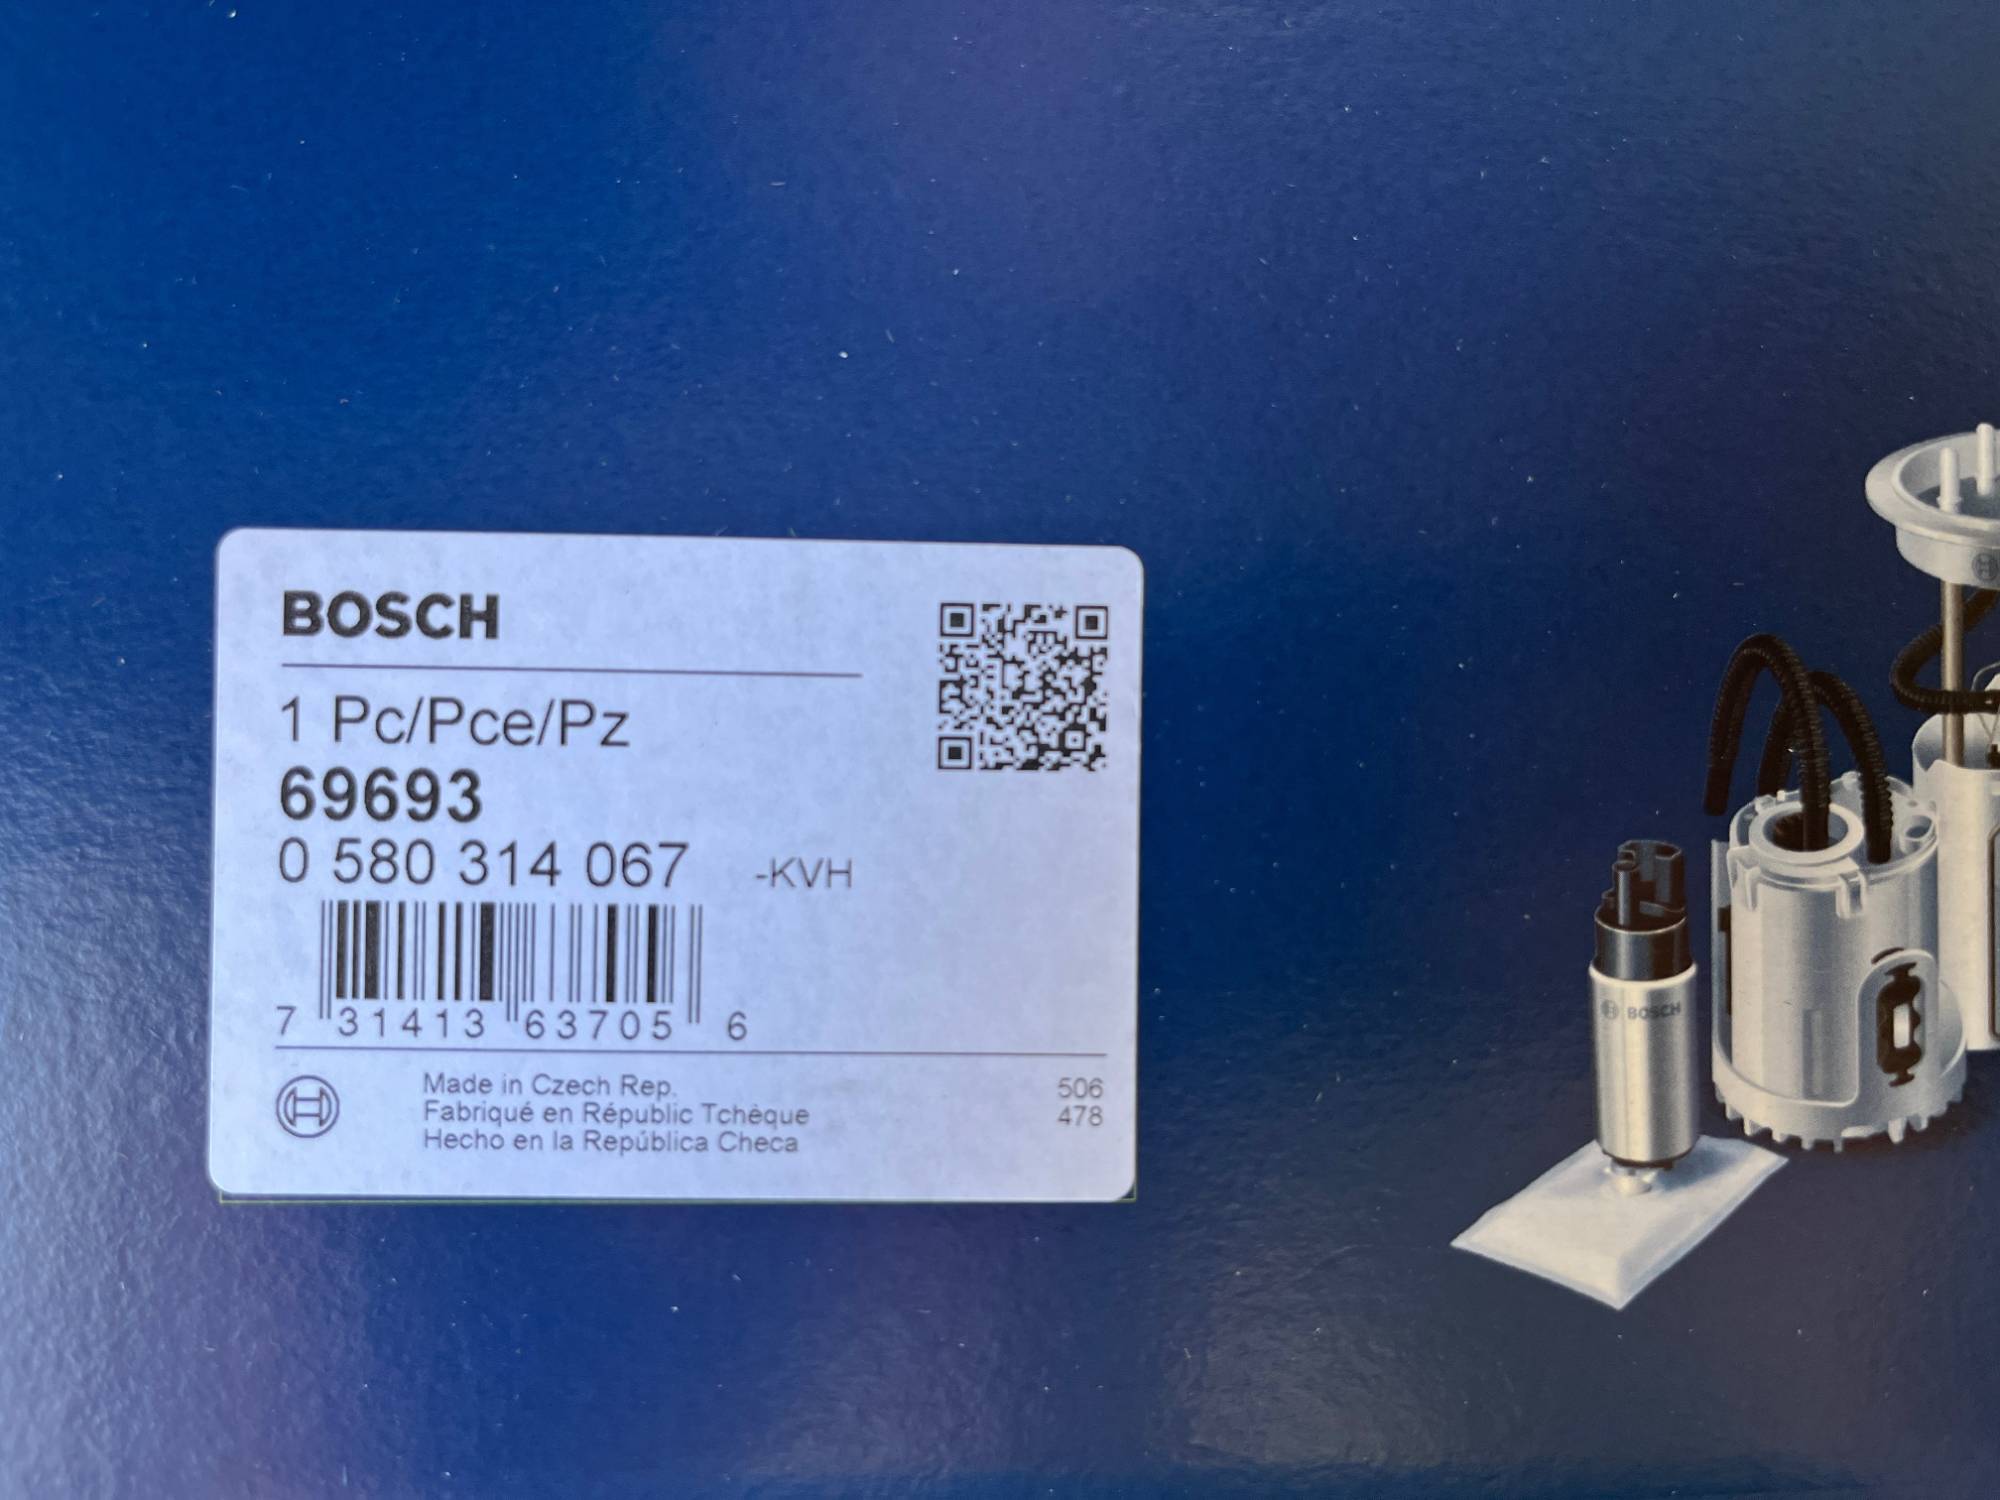 BOSCH
1 Pc/Pce/Pz
69693
0 580 314 067 -KVH
7 31413 63705 6
Made in Czech Rep. 506
Fabriqué en Républic Tchèque 478
Hecho en la República Checa
BOSCH